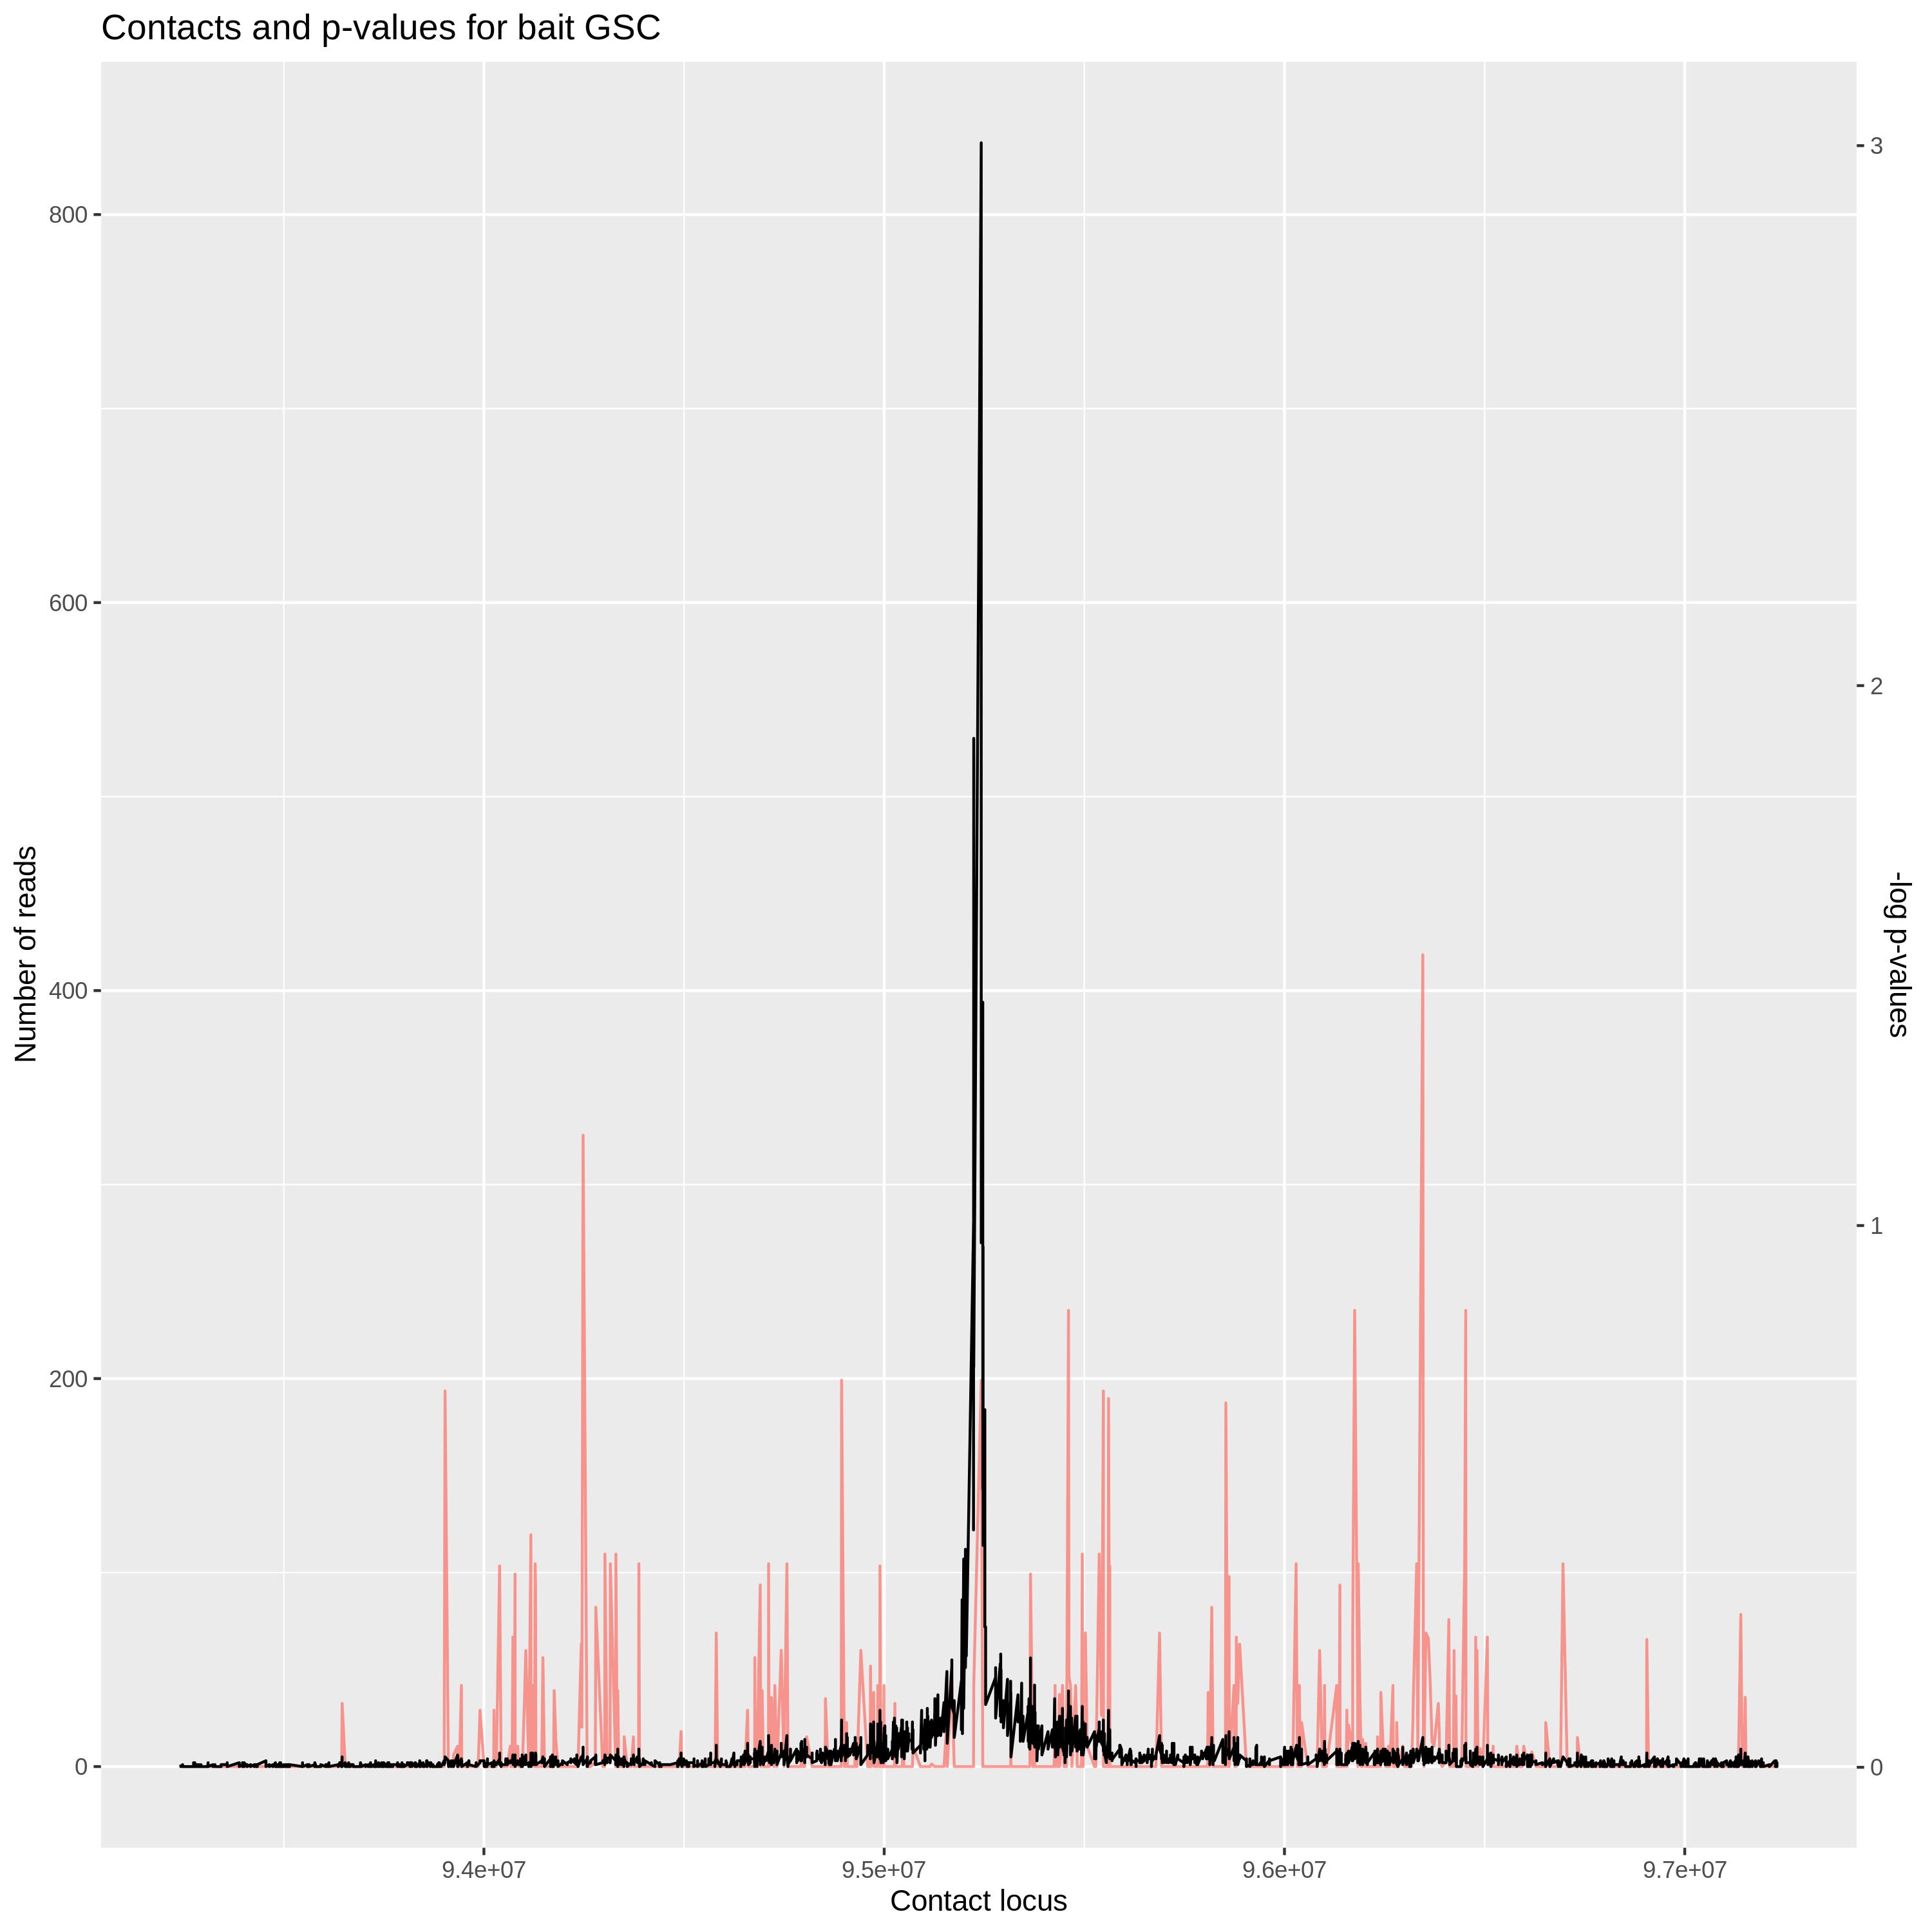 Contacts and p-values for bait GSC
Number of reads
800
600
400
200
0
3
2
1
0
-log p-values
9.4e+07
9.5e+07
9.6e+07
9.7e+07
Contact locus